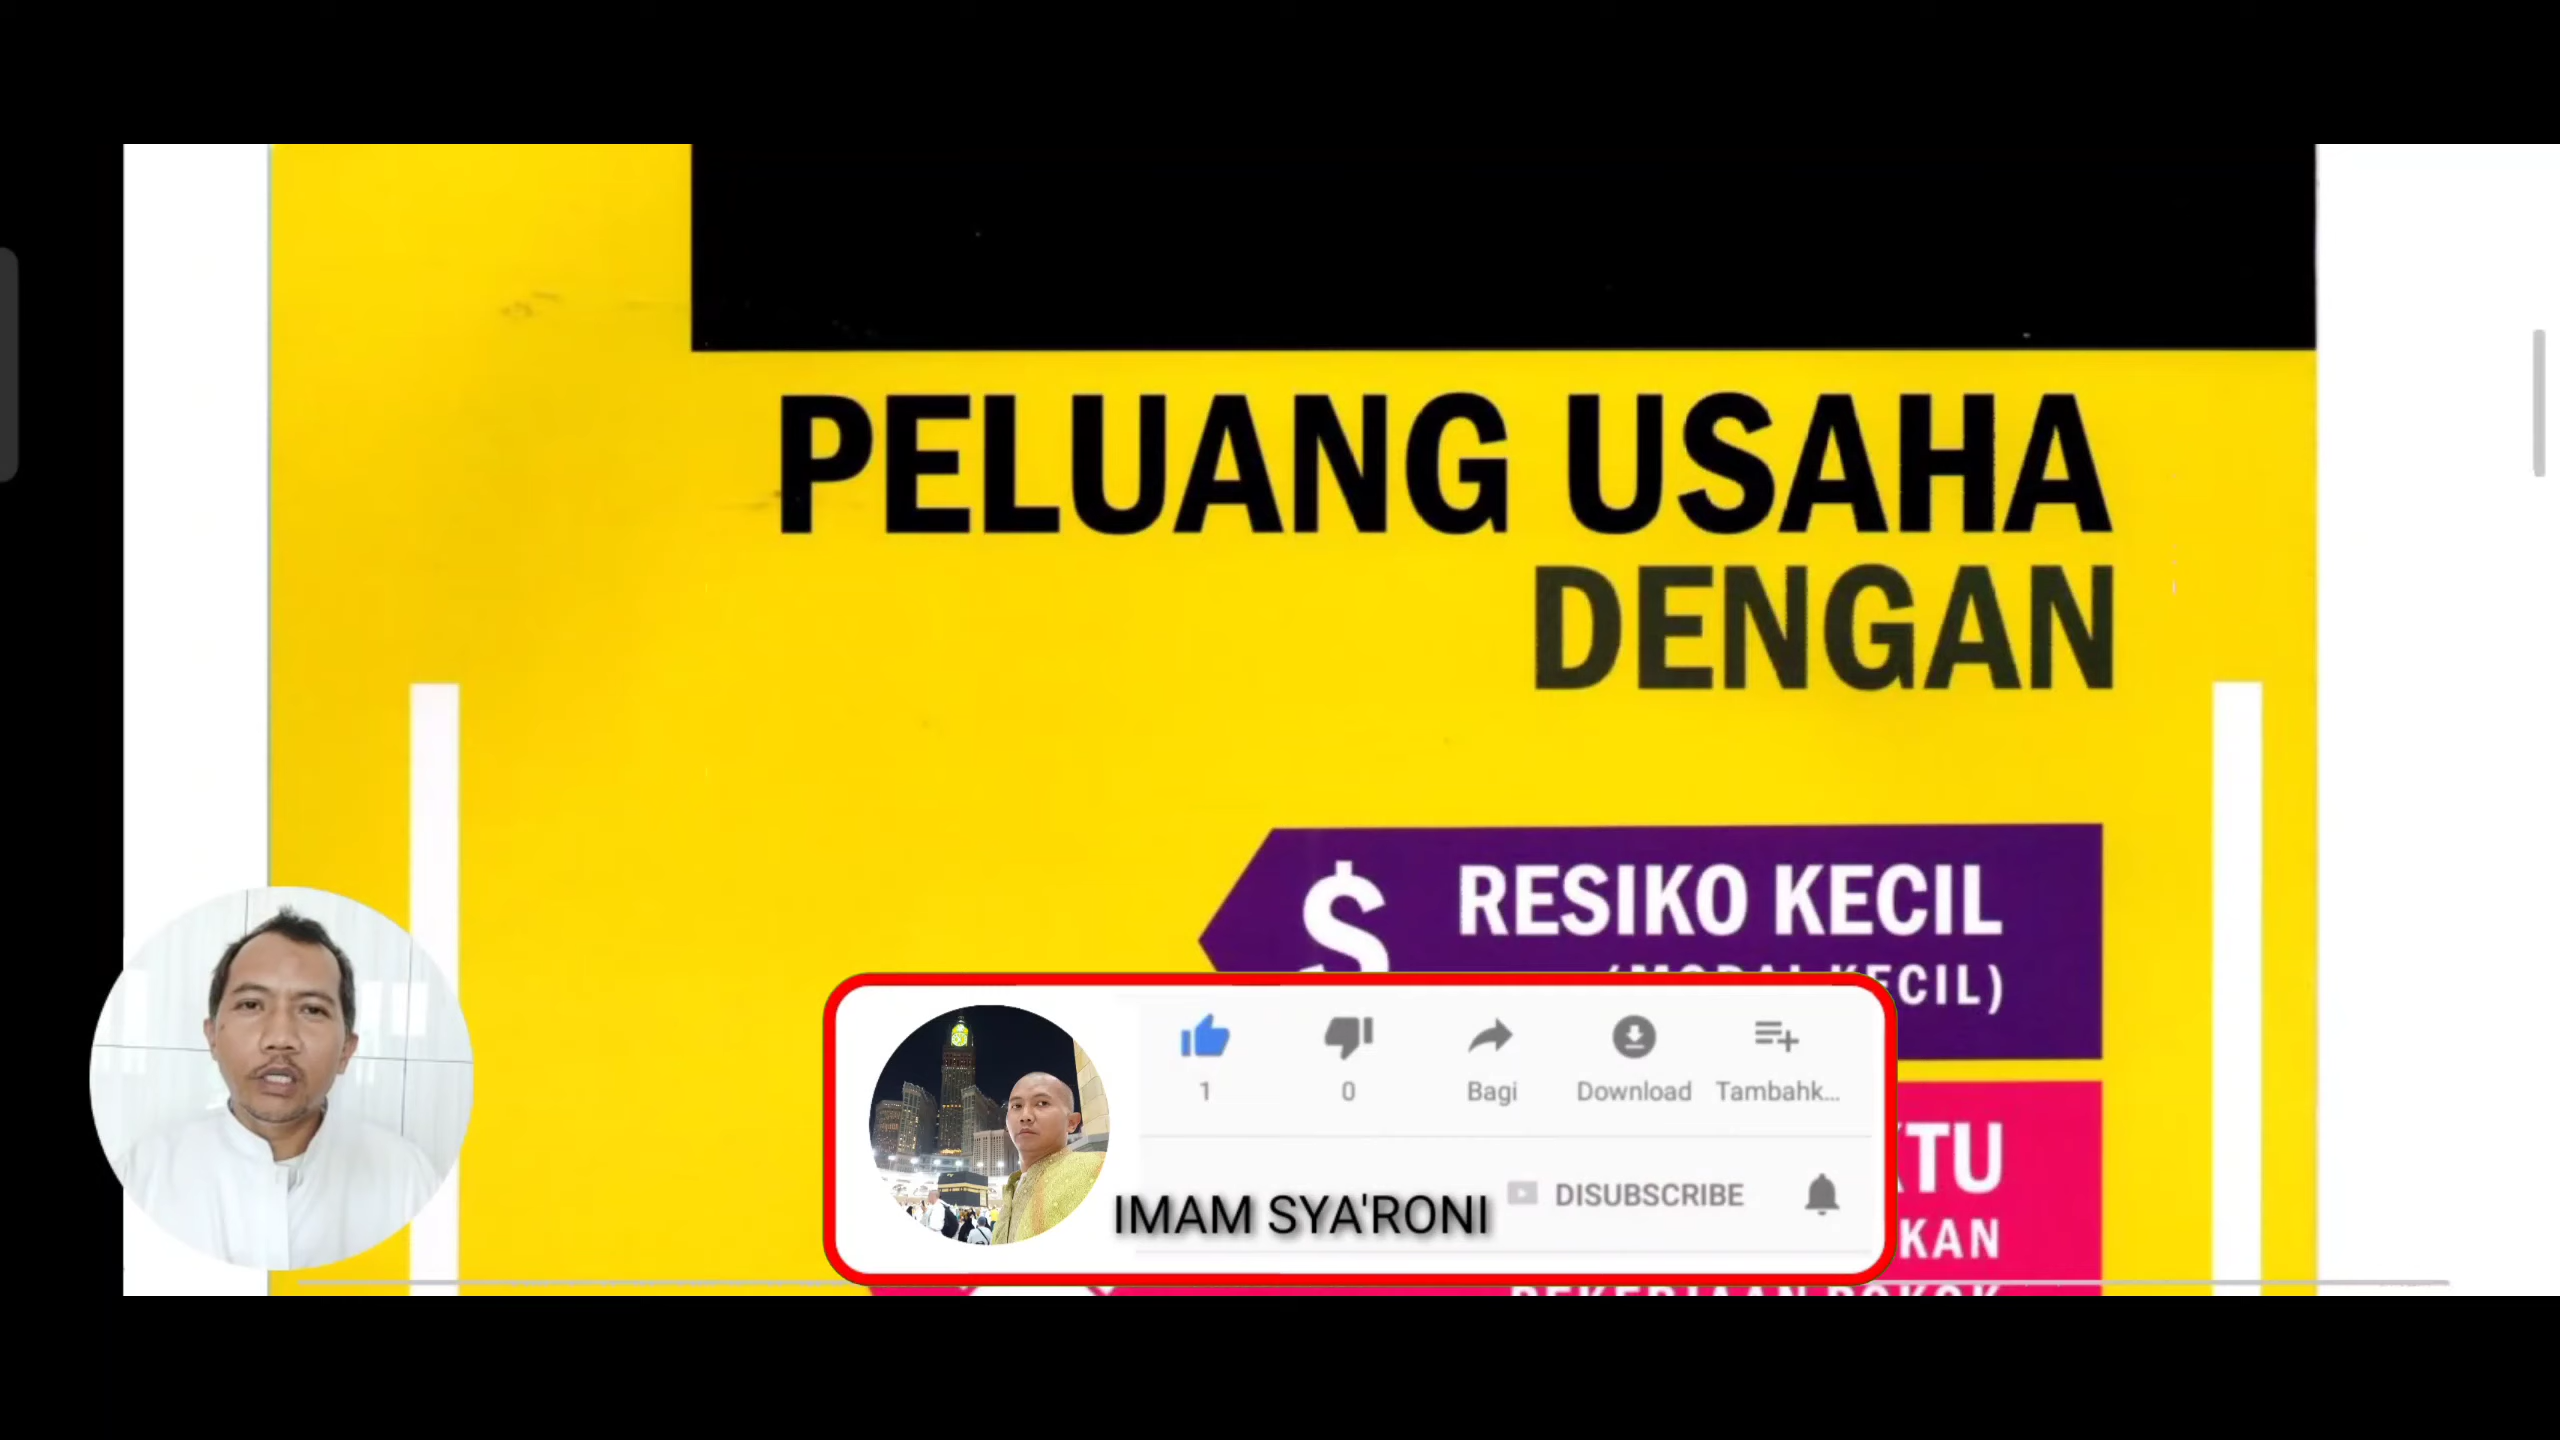 PELUANG USAHA
DENGAN
$ RESIKO KECIL
1
0
Bagi
Download
Tambahk...
IMAM SYA'RONI
DISUBSCRIBE